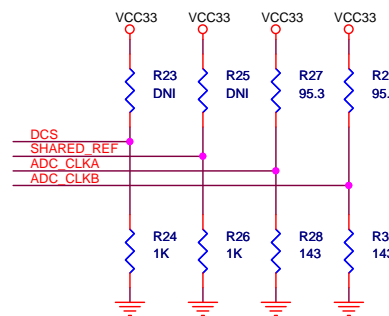 VCC33 VCC33 VCC33 VCC33
R23 R25 R27
DNI DNI 95.3
DCS
SHARED_REF
ADC_CLKA
ADC_CLKB
R24 R26 R28
1K 1K 143